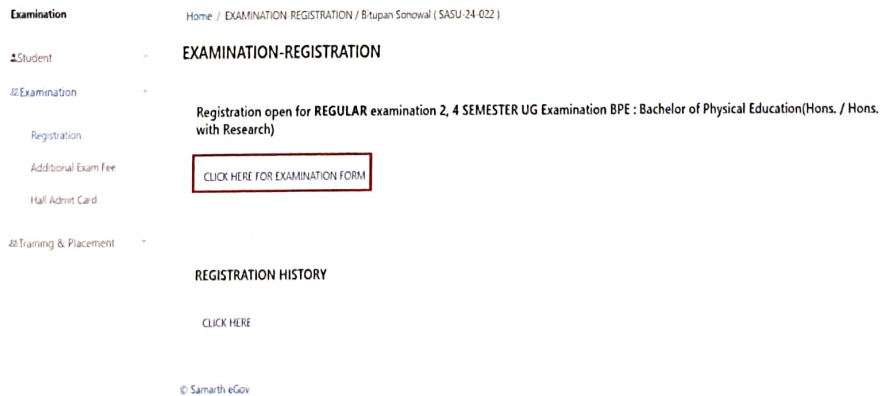 Examination
Home / EXAMINATION-REGISTRATION / Bitupan Sonowal ( SASU-24-022 )
Student
EXAMINATION-REGISTRATION
Examination
Registration open for REGULAR examination 2, 4 SEMESTER UG Examination BPE : Bachelor of Physical Education(Hons. / Hons.
with Research)
Registration
Additional Exam Fee
CLICK HERE FOR EXAMINATION FORM
Hall Admit Card
Training & Placement
REGISTRATION HISTORY
CLICK HERE
© Samarth eGov